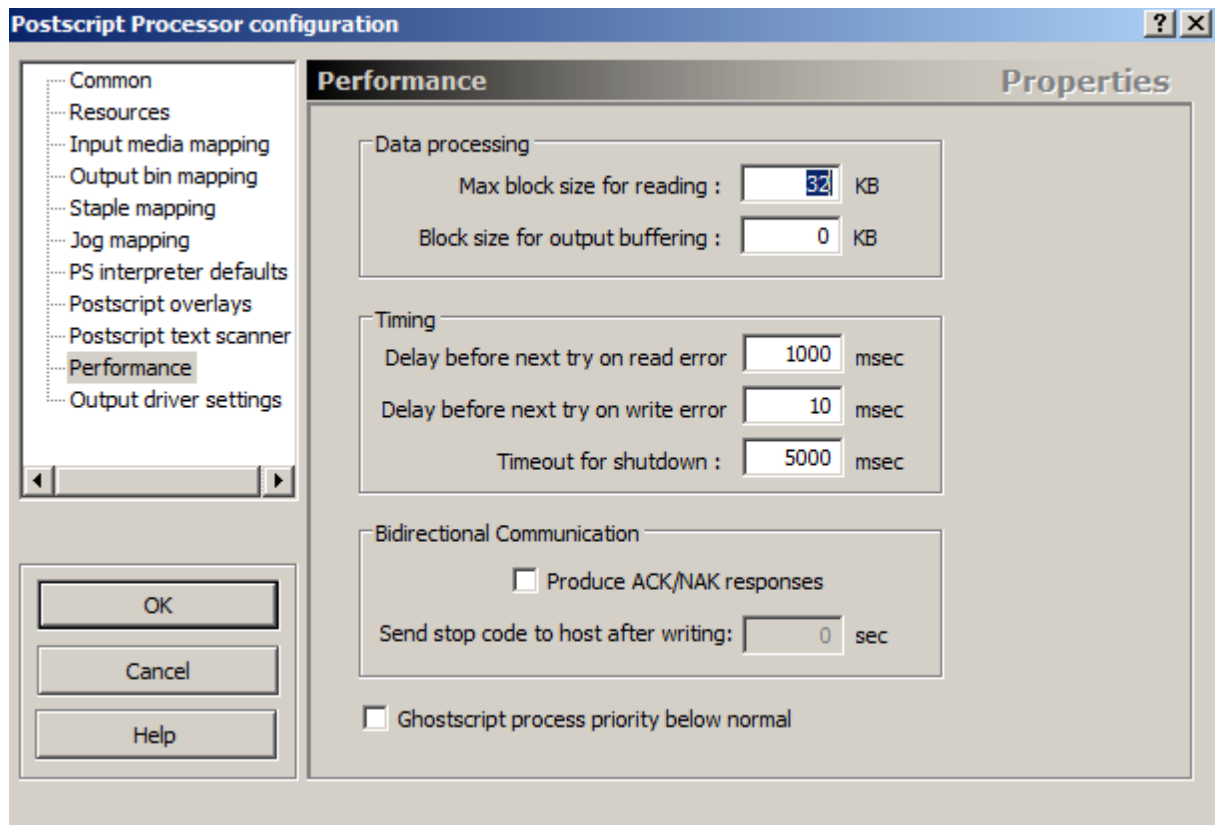 Postscript Processor configuration
Common
Resources
Input media mapping
Output bin mapping
Staple mapping
Jog mapping
PS interpreter defaults
Postscript overlays
Postscript text scanner
Performance
Output driver settings
OK
Cancel
Help
Performance Properties
Data processing
Max block size for reading : 32 KB
Block size for output buffering : 0 KB
Timing
Delay before next try on read error 1000 msec
Delay before next try on write error 10 msec
Timeout for shutdown : 5000 msec
Bidirectional Communication
Produce ACK/NAK responses
Send stop code to host after writing: 0 sec
Ghostscript process priority below normal